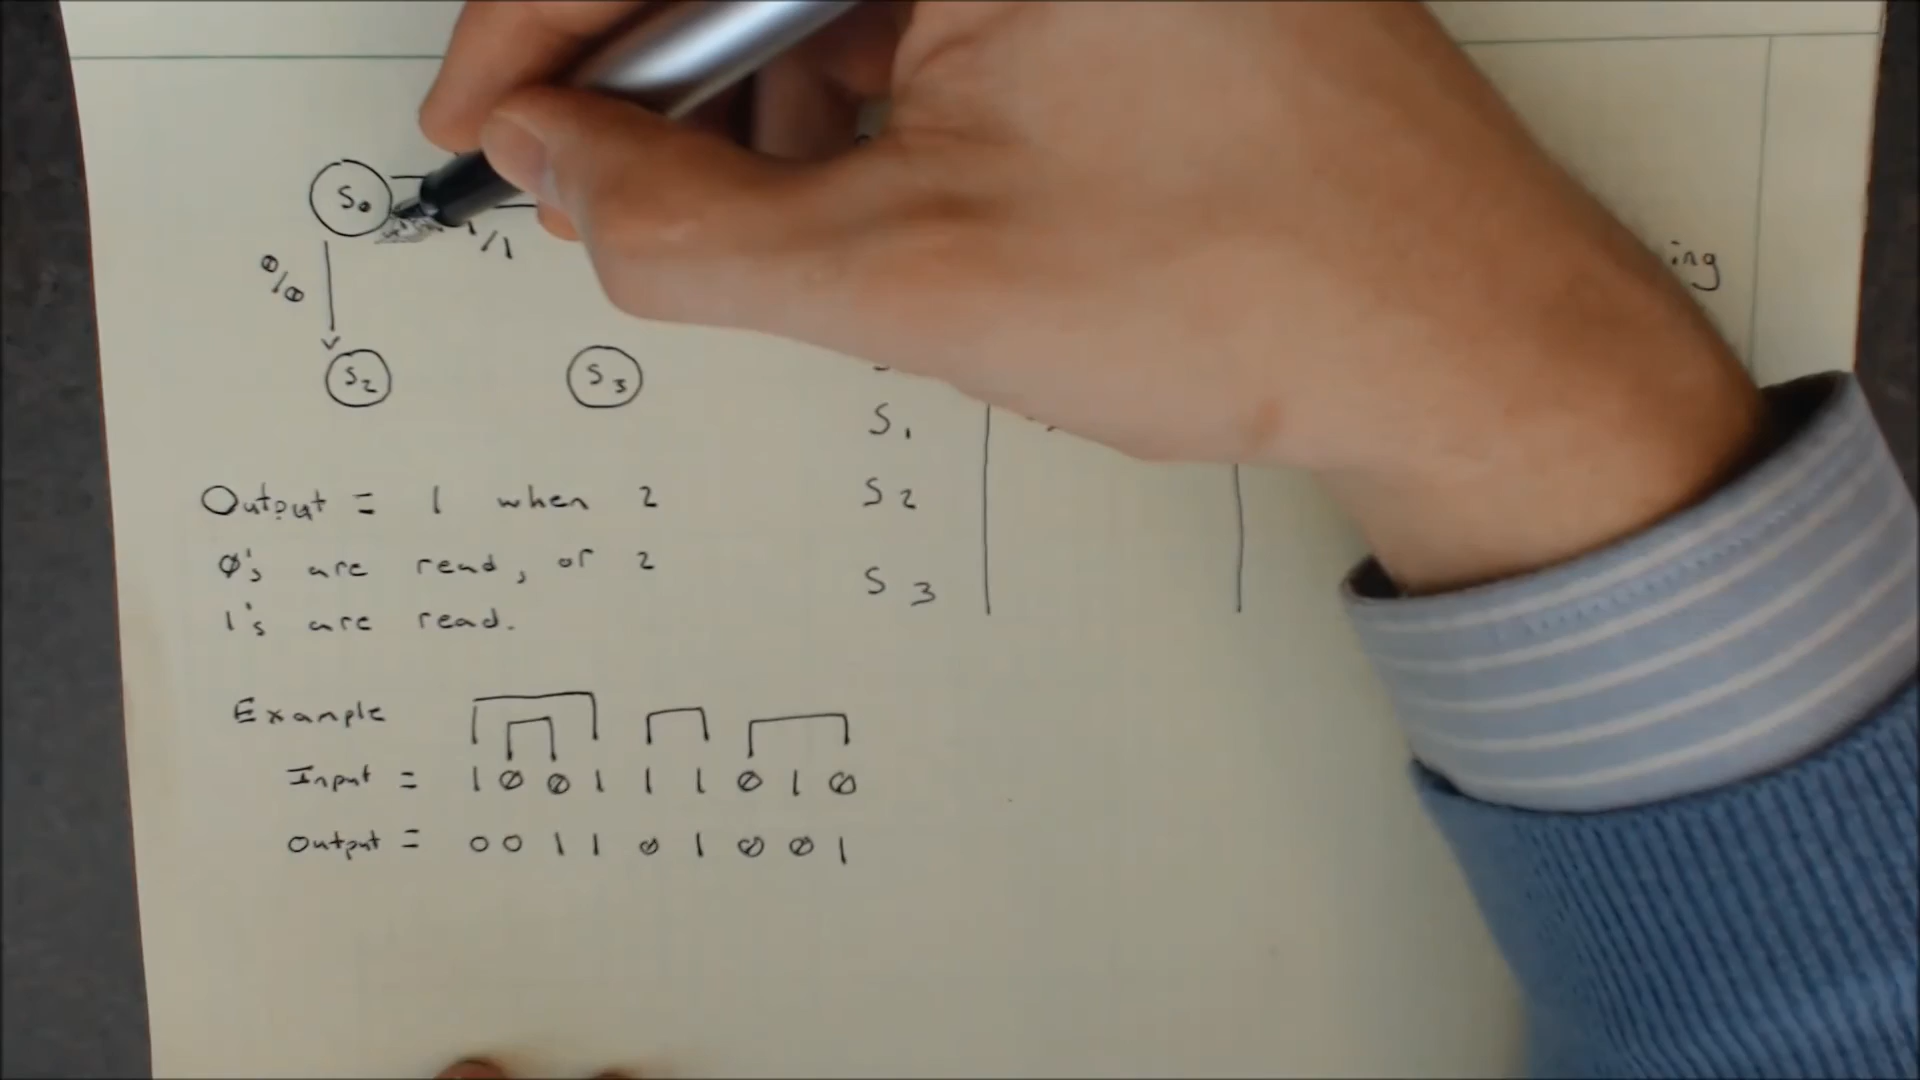 S0
1/1
0/0
ing
S2
S3
S1
Output = 1 when 2
S2
0's are read, or 2
S3
1's are read.
Example
Input = 1 0 0 1 1 1 0 1 0
Output = 0 0 1 1 0 1 0 0 1